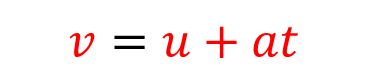 v = u + at